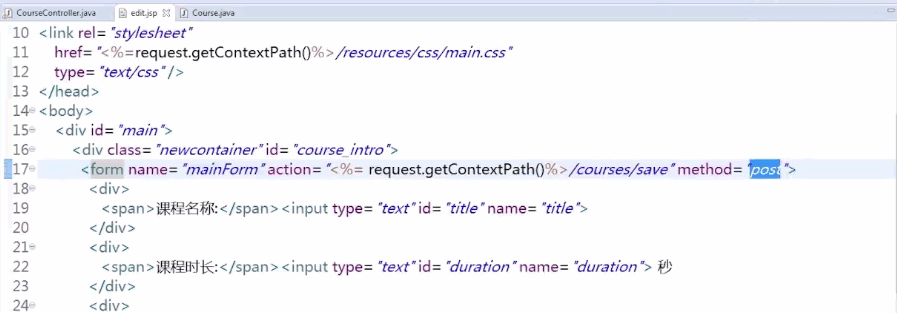 CourseController.java edit.jsp Course.java
10 <link rel="stylesheet"
11 href="<%=request.getContextPath()%>/resources/css/main.css"
12 type="text/css" />
13 </head>
14 <body>
15 <div id="main">
16 <div class="newcontainer" id="course_intro">
17 <form name="mainForm" action="<%= request.getContextPath()%>/courses/save" method="post">
18 <div>
19 <span>课程名称:</span><input type="text" id="title" name="title">
20 </div>
21 <div>
22 <span>课程时长:</span><input type="text" id="duration" name="duration"> 秒
23 </div>
24 <div>